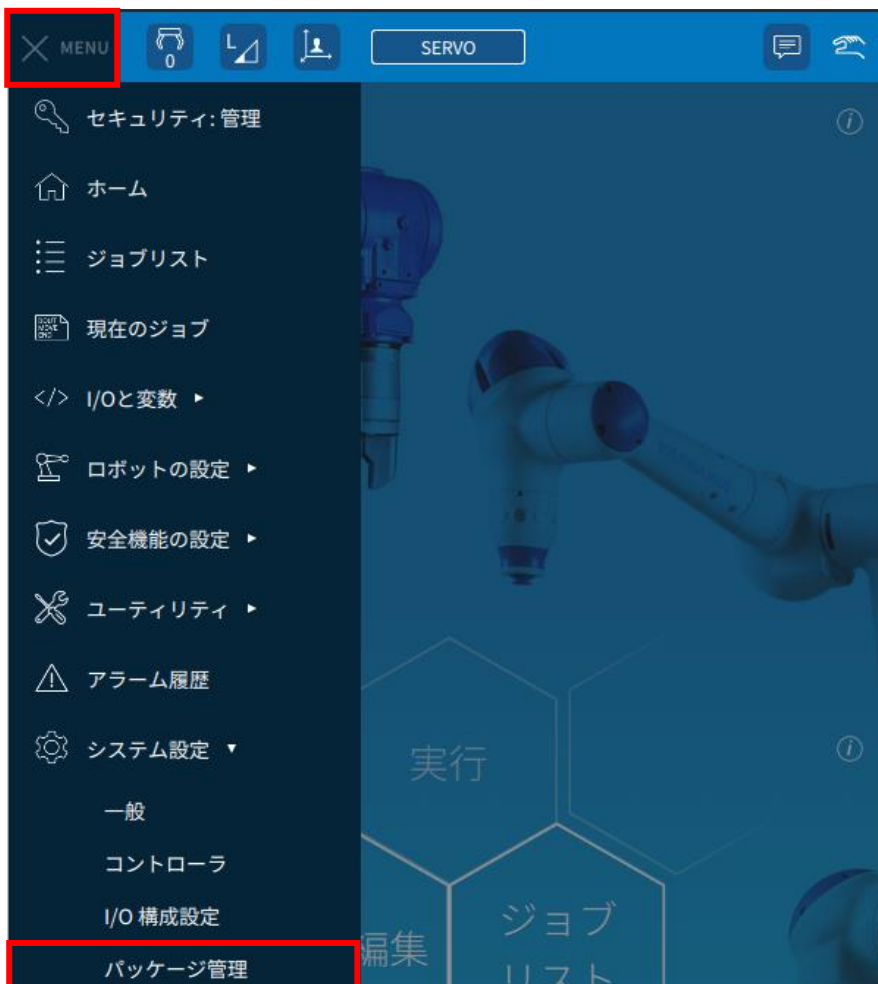 MENU
0
L
SERVO
セキュリティ: 管理
ホーム
ジョブリスト
現在のジョブ
</> I/Oと変数
ロボットの設定
安全機能の設定
ユーティリティ
アラーム履歴
システム設定
実行
一般
コントローラ
I/O 構成設定
編集
ジョブ
リスト
パッケージ管理